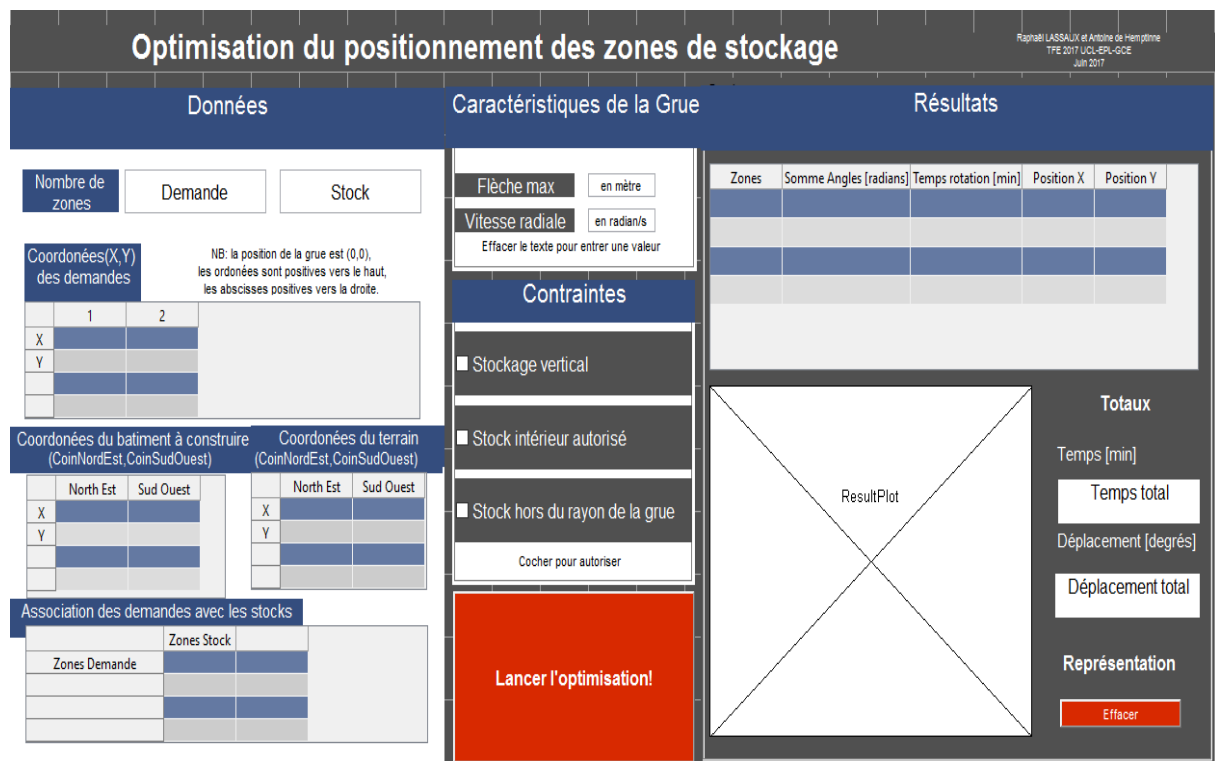 Optimisation du positionnement des zones de stockage
Raphaël LASSAUX et Antoine de Hemptinne
TFE 2017 UCL-EPL-GCE
Juin 2017
Données
Nombre de
zones
Demande
Stock
Coordonées(X,Y)
des demandes
NB: la position de la grue est (0,0),
les ordonées sont positives vers le haut,
les abscisses positives vers la droite.
1 2
X
Y
Coordonées du batiment à construire
(CoinNordEst,CoinSudOuest)
North Est Sud Ouest
X
Y
Coordonées du terrain
(CoinNordEst,CoinSudOuest)
North Est Sud Ouest
X
Y
Association des demandes avec les stocks
Zones Stock
Zones Demande
Caractéristiques de la Grue
Flèche max
en mètre
Vitesse radiale
en radian/s
Effacer le texte pour entrer une valeur
Contraintes
Stockage vertical
Stock intérieur autorisé
Stock hors du rayon de la grue
Cocher pour autoriser
Lancer l'optimisation!
Résultats
Zones Somme Angles [radians] Temps rotation [min] Position X Position Y
ResultPlot
Totaux
Temps [min]
Temps total
Déplacement [degrés]
Déplacement total
Représentation
Effacer